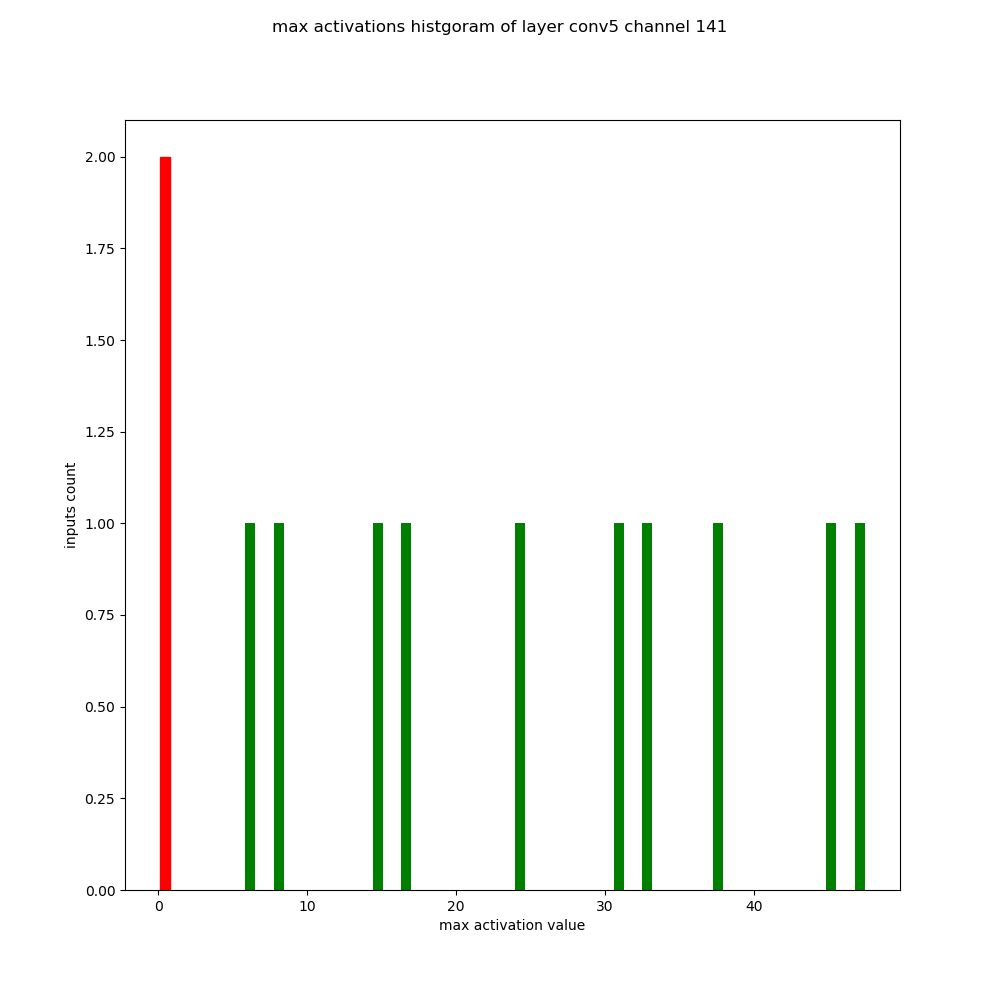 max activations histgoram of layer conv5 channel 141
2.00
1.75
1.50
1.25
1.00
0.75
0.50
0.25
0.00
inputs count
0 10 20 30 40
max activation value